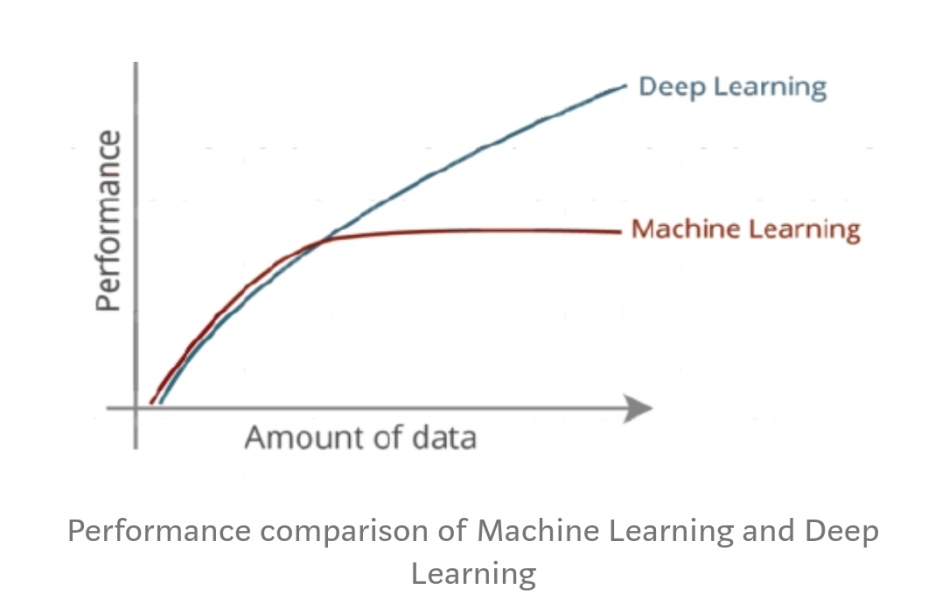 Deep Learning
Performance
Machine Learning
Amount of data
Performance comparison of Machine Learning and Deep
Learning